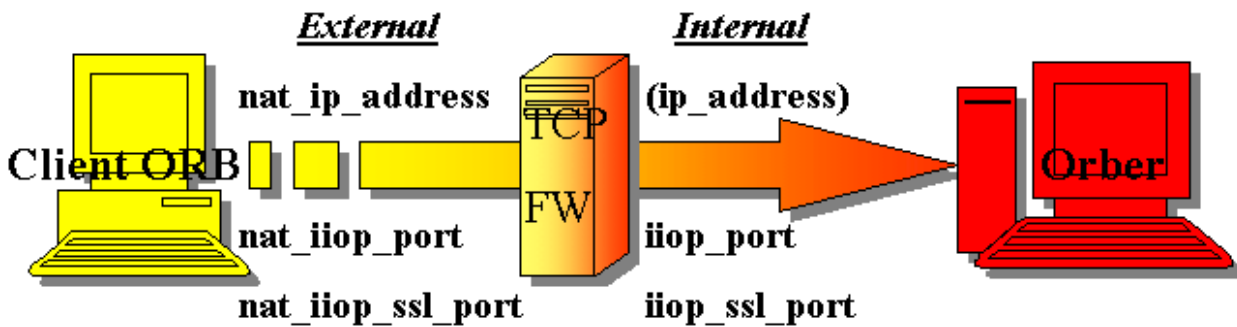 External Internal
nat_ip_address (ip_address)
TCP
Client ORB Orber
FW
nat_iiop_port iiop_port
nat_iiop_ssl_port iiop_ssl_port